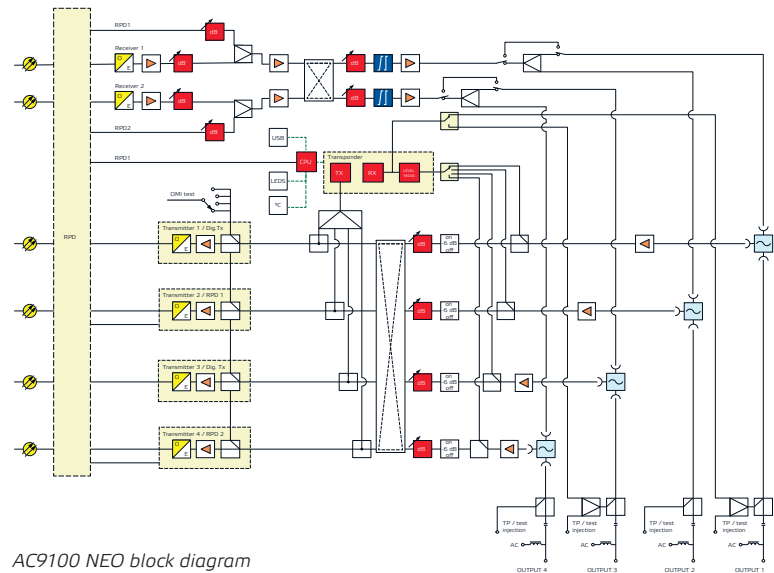 RPD1
dB
Receiver 1
O
E
dB
dB
Receiver 2
O
E
dB
dB
RPD2
dB
USB
RPD1
CPU
Transponder
TX
RX
LEDS
OMI test
°C
RPD
Transmitter 1 / Dig.Tx
O
E
dB
on
-6 dB
off
Transmitter 2 / RPD 1
O
E
dB
on
-6 dB
off
Transmitter 3 / Dig. Tx
O
E
dB
on
-6 dB
off
Transmitter 4 / RPD 2
O
E
dB
on
-6 dB
off
TP / test
injection
TP / test
injection
TP / test
injection
TP / test
injection
AC
AC
AC
AC
OUTPUT 4
OUTPUT 3
OUTPUT 2
OUTPUT 1
AC9100 NEO block diagram